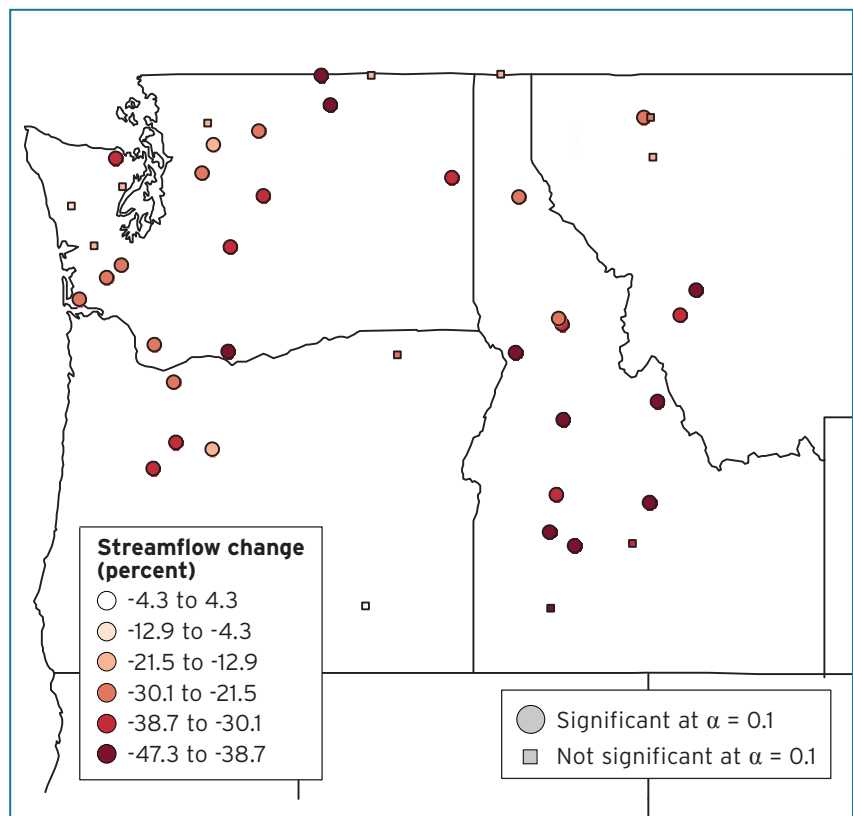 Streamflow change
(percent)
-4.3 to 4.3
-12.9 to -4.3
-21.5 to -12.9
-30.1 to -21.5
-38.7 to -30.1
-47.3 to -38.7
Significant at α = 0.1
Not significant at α = 0.1